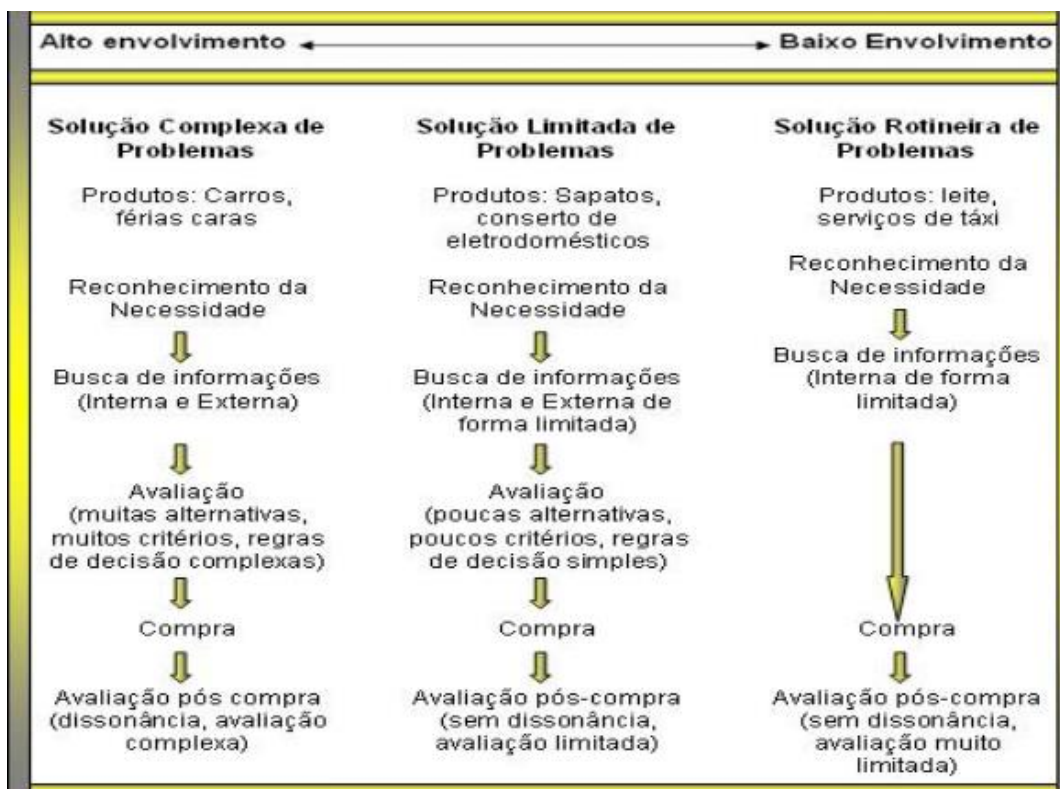 Alto envolvimento
Baixo Envolvimento
Solução Complexa de
Problemas
Produtos: Carros,
férias caras
Reconhecimento da
Necessidade
Busca de informações
(Interna e Externa)
Avaliação
(muitas alternativas,
muitos critérios, regras
de decisão complexas)
Compra
Avaliação pós compra
(dissonância, avaliação
complexa)
Solução Limitada de
Problemas
Produtos: Sapatos,
conserto de
eletrodomésticos
Reconhecimento da
Necessidade
Busca de informações
(Interna e Externa de
forma limitada)
Avaliação
(poucas alternativas,
poucos critérios, regras
de decisão simples)
Compra
Avaliação pós-compra
(sem dissonância,
avaliação limitada)
Solução Rotineira de
Problemas
Produtos: leite,
serviços de táxi
Reconhecimento da
Necessidade
Busca de informações
(Interna de forma
limitada)
Compra
Avaliação pós-compra
(sem dissonância,
avaliação muito
limitada)